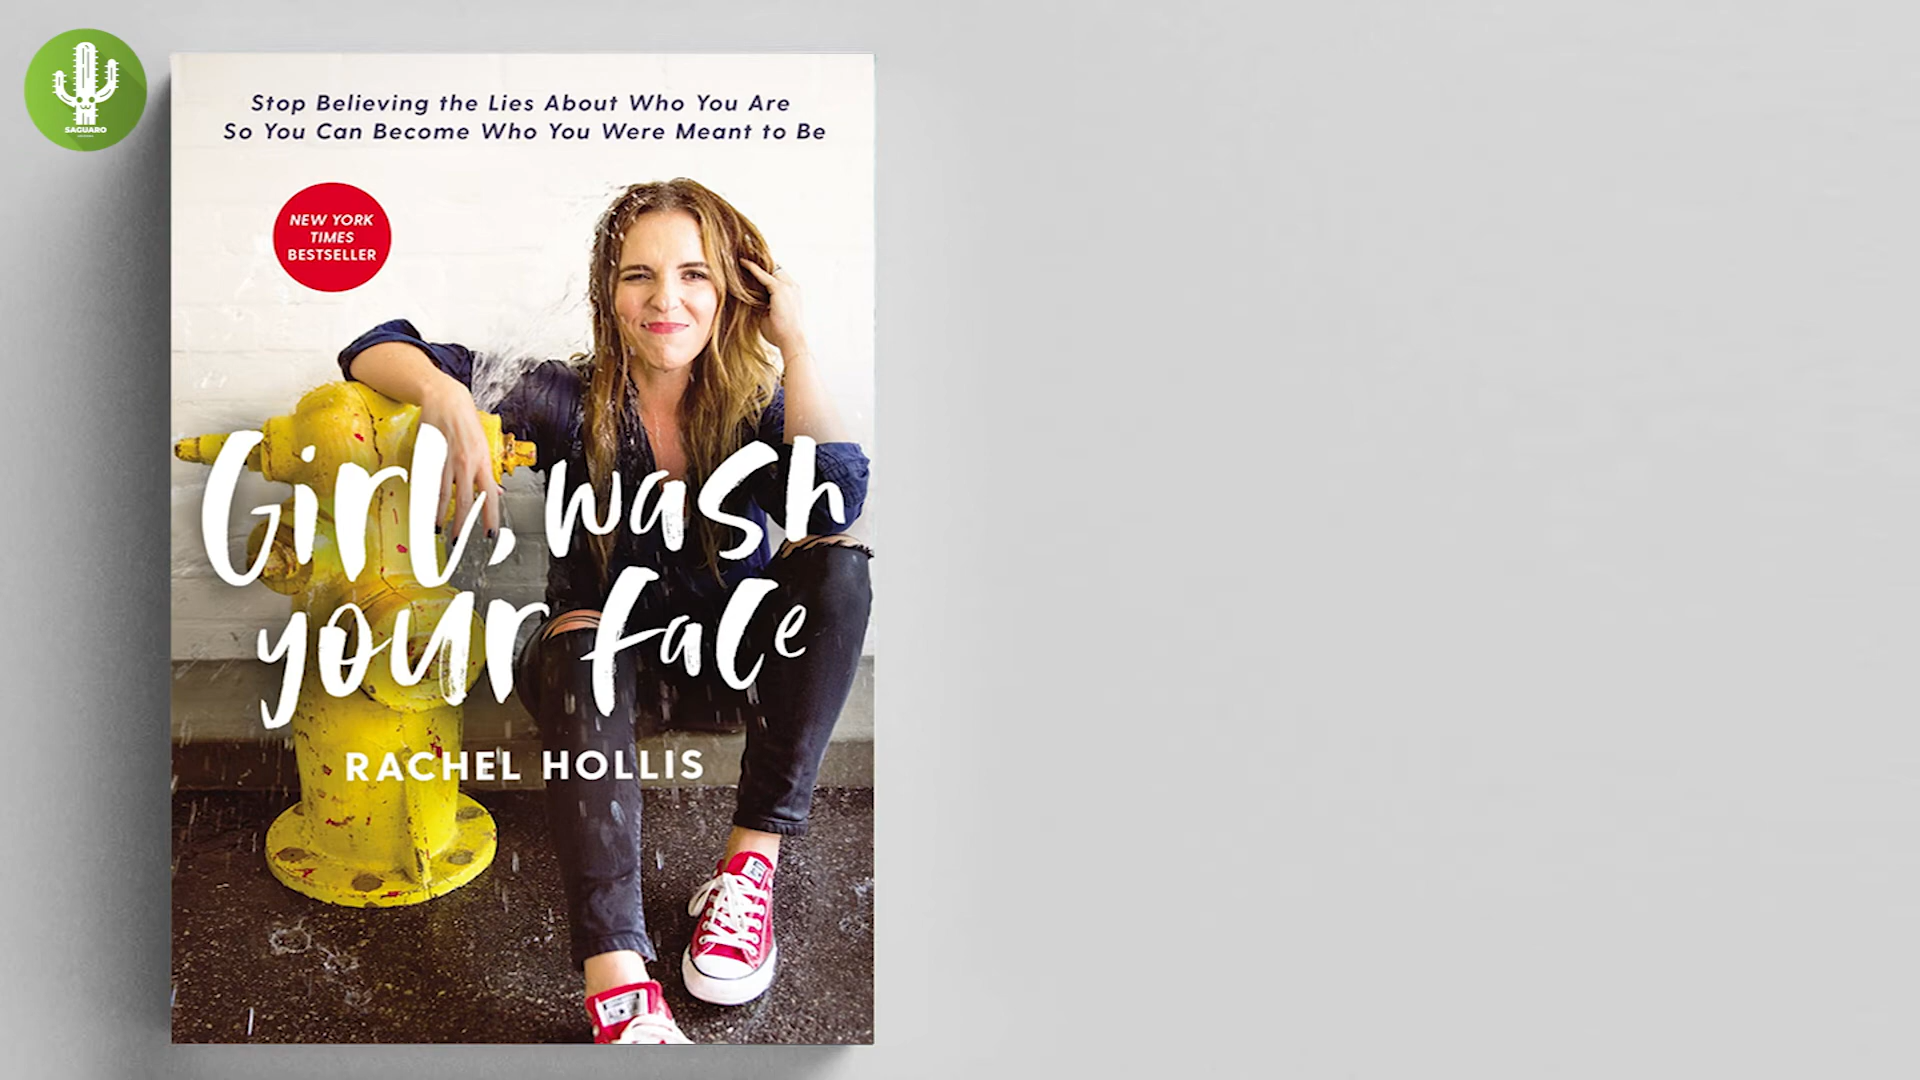 SAGUARO
Stop Believing the Lies About Who You Are
So You Can Become Who You Were Meant to Be
NEW YORK
TIMES
BESTSELLER
Girl, wash
your face
RACHEL HOLLIS